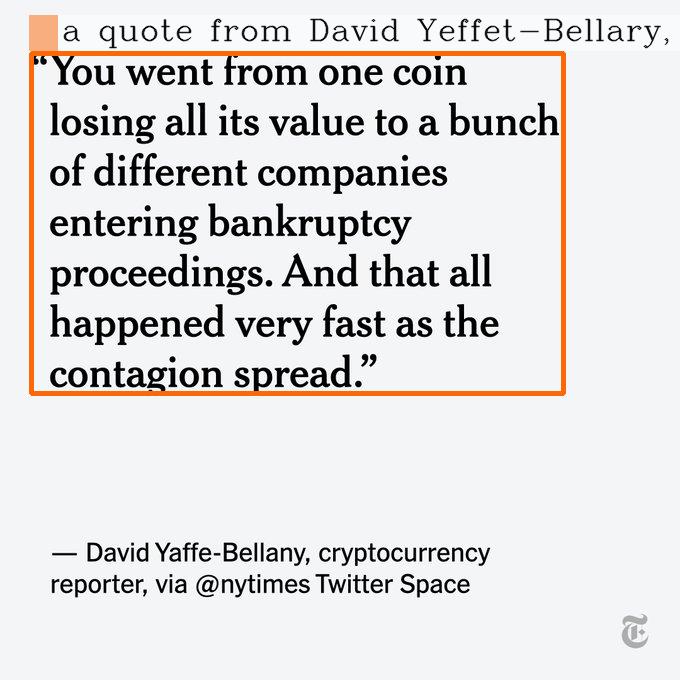 a quote from David Yeffet-Bellary,
“You went from one coin
losing all its value to a bunch
of different companies
entering bankruptcy
proceedings. And that all
happened very fast as the
contagion spread.”
— David Yaffe-Bellany, cryptocurrency
reporter, via @nytimes Twitter Space
T